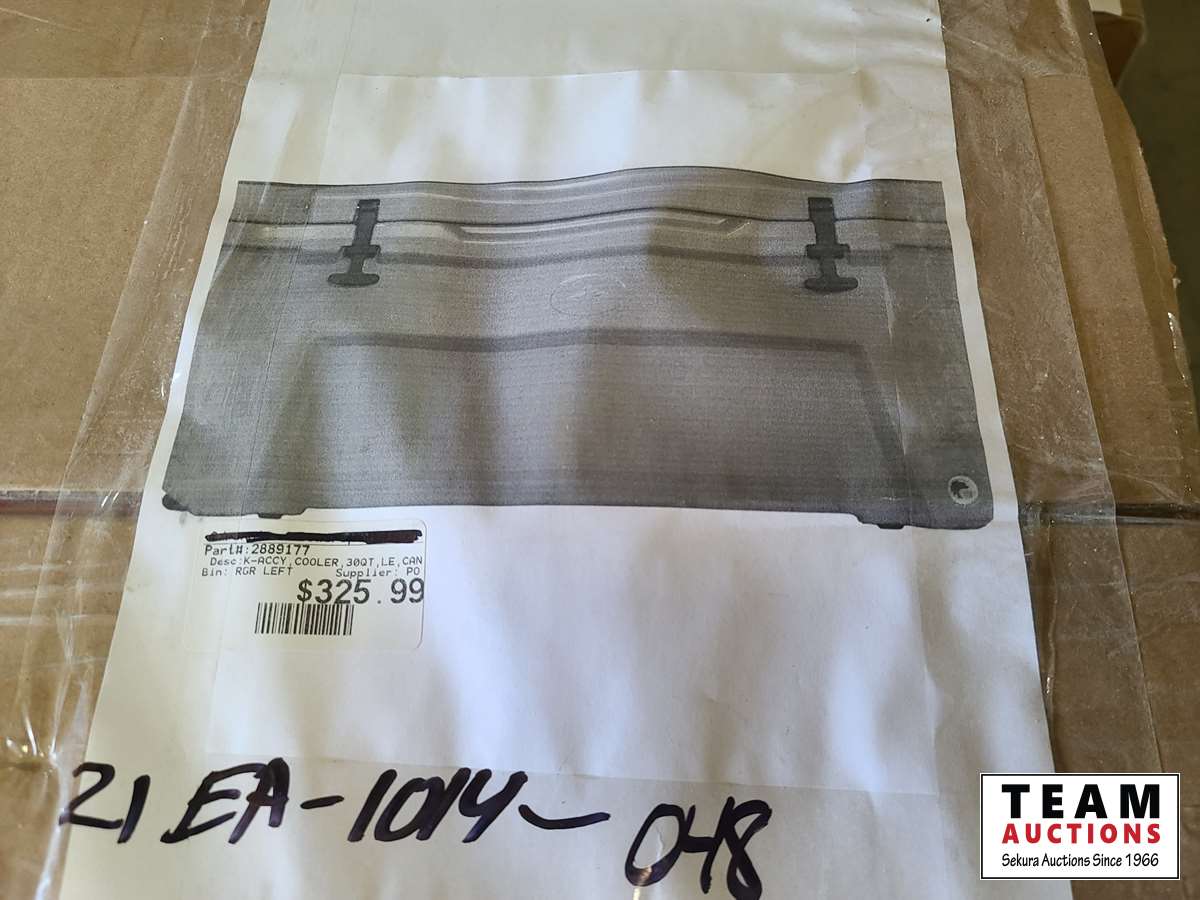 Part#:2889177
Desc:K-ACCY,COOLER,30QT,LE,CAN
Bin: RGR LEFT Supplier: PO
$325.99
21 EA-1014-048
TEAM
AUCTIONS
Sekura Auctions Since 1966